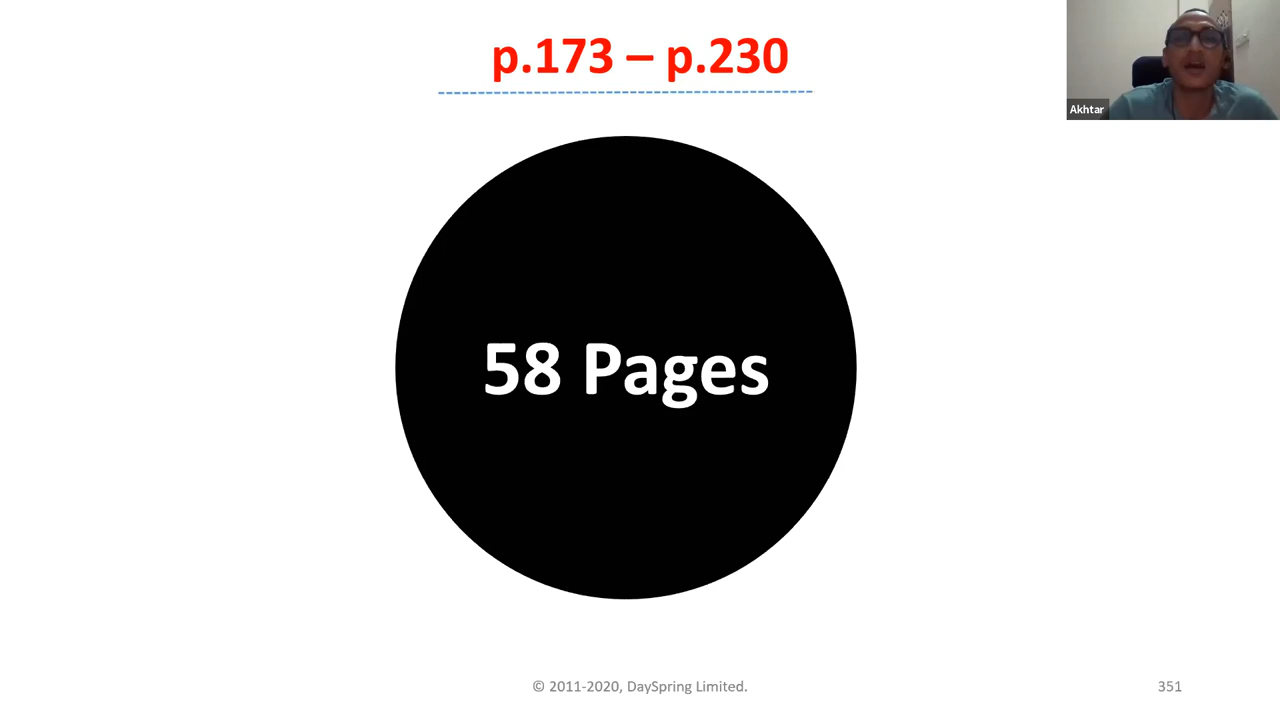 p.173 – p.230
Akhtar
58 Pages
© 2011-2020, DaySpring Limited.
351